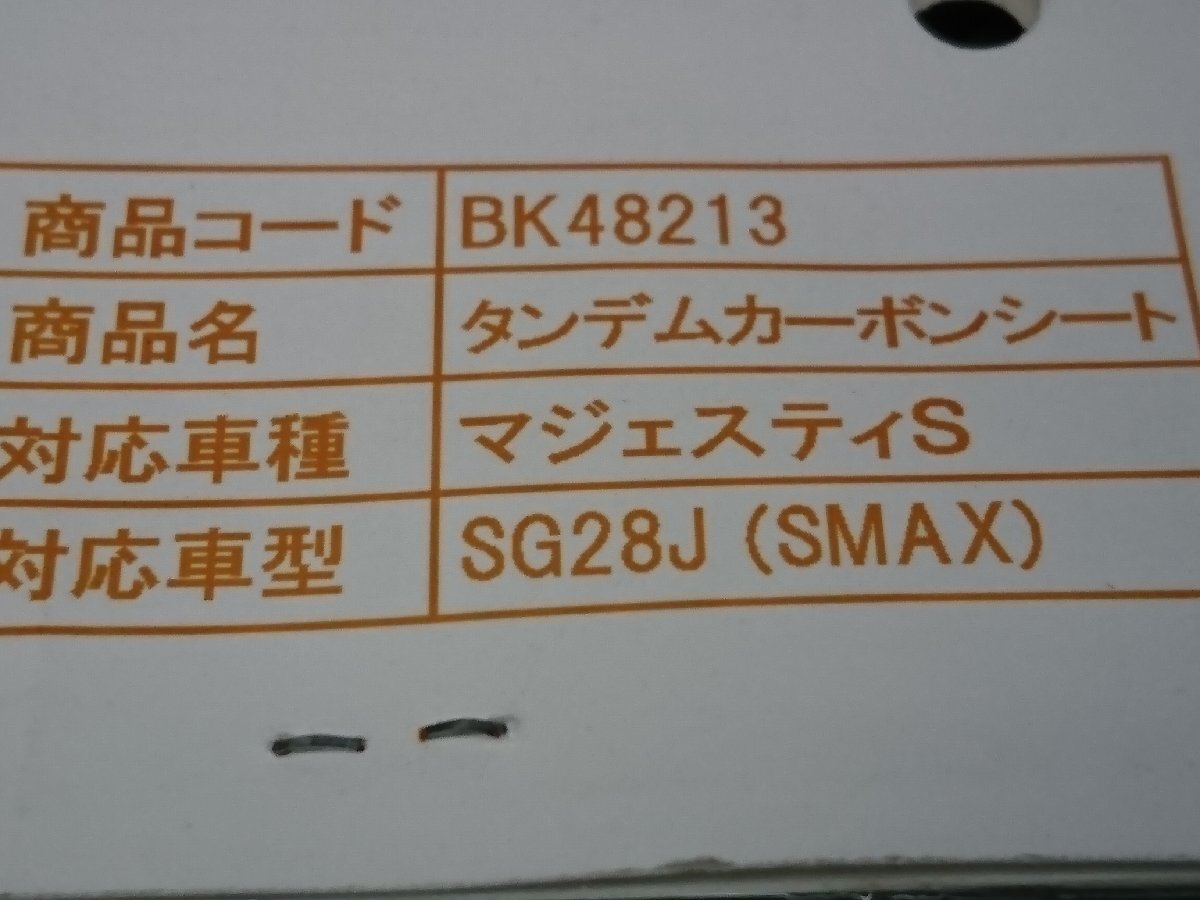 商品コード BK48213
商品名 タンデムカーボンシート
対応車種 マジェスティS
対応車型 SG28J (SMAX)